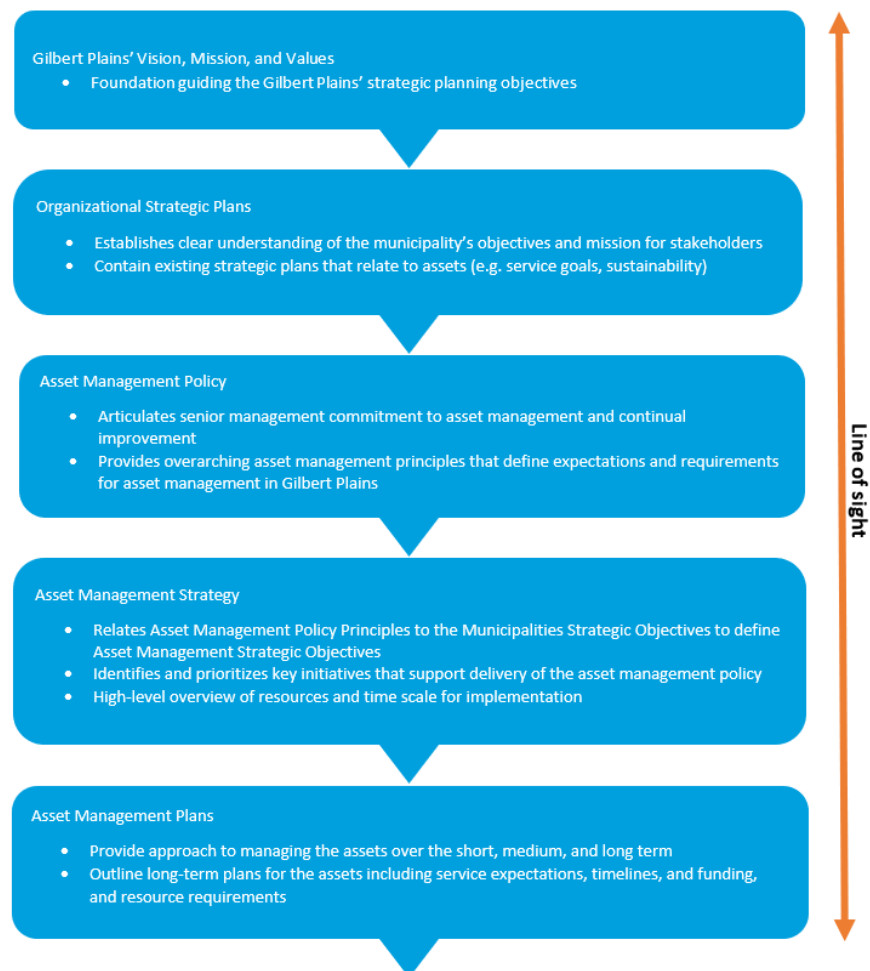 Gilbert Plains’ Vision, Mission, and Values
• Foundation guiding the Gilbert Plains’ strategic planning objectives
Organizational Strategic Plans
• Establishes clear understanding of the municipality’s objectives and mission for stakeholders
• Contain existing strategic plans that relate to assets (e.g. service goals, sustainability)
Asset Management Policy
• Articulates senior management commitment to asset management and continual
improvement
• Provides overarching asset management principles that define expectations and requirements
for asset management in Gilbert Plains
Asset Management Strategy
• Relates Asset Management Policy Principles to the Municipalities Strategic Objectives to define
Asset Management Strategic Objectives
• Identifies and prioritizes key initiatives that support delivery of the asset management policy
• High-level overview of resources and time scale for implementation
Asset Management Plans
• Provide approach to managing the assets over the short, medium, and long term
• Outline long-term plans for the assets including service expectations, timelines, and funding,
and resource requirements
Line of sight